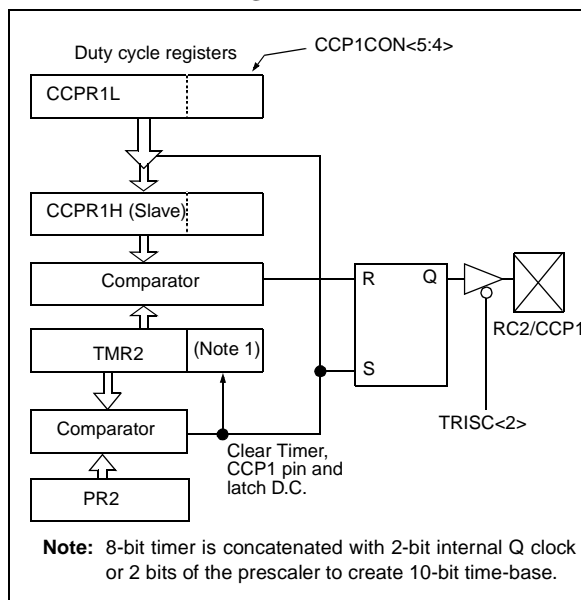 Duty cycle registers
CCP1CON<5:4>
CCPR1L
CCPR1H (Slave)
Comparator
R
Q
RC2/CCP1
TMR2
(Note 1)
S
TRISC<2>
Comparator
Clear Timer,
CCP1 pin and
latch D.C.
PR2
Note: 8-bit timer is concatenated with 2-bit internal Q clock
or 2 bits of the prescaler to create 10-bit time-base.